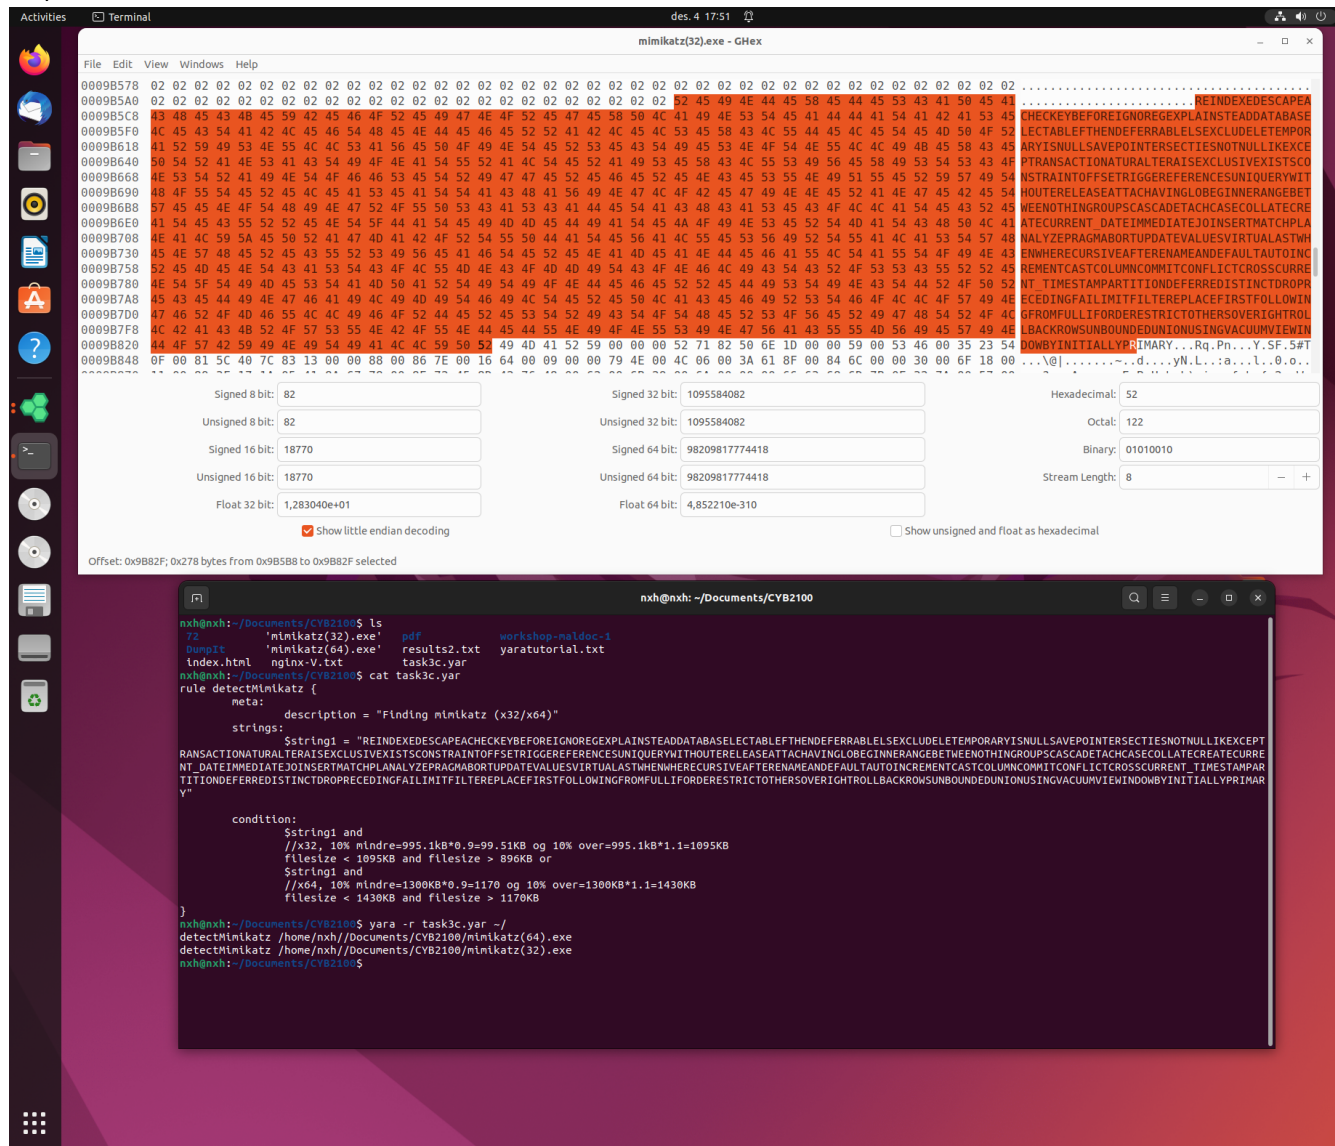 Activities
Terminal
des. 4 17:51
mimikatz(32).exe - GHex
File Edit View Windows Help
0009B578 02 02 02 02 02 02 02 02 02 02 02 02 02 02 02 02 02 02 02 02 02 02 02 02 02 02 02 02 02 02 02 02 02 02 02 02 02 02 02 02 ........................................
0009B5A0 02 02 02 02 02 02 02 02 02 02 02 02 02 02 02 02 02 02 02 02 02 02 02 02 52 45 49 4E 44 45 58 45 44 45 53 43 41 50 45 41 ........................REINDEXEDESCAPEA
0009B5C8 43 48 45 43 4B 45 59 42 45 46 4F 52 45 49 47 4E 4F 52 45 47 45 58 50 4C 41 49 4E 53 54 45 41 44 44 41 54 41 42 41 53 45 CHECKEYBEFOREIGNOREGEXPLAINSTEADDATABASE
0009B5F0 4C 45 43 54 41 42 4C 45 46 54 48 45 4E 44 45 46 45 52 52 41 42 4C 45 4C 53 45 58 43 4C 55 44 45 4C 45 54 45 4D 50 4F 52 LECTABLEFTHENDEFERRABLELSEXCLUDELETEMPOR
0009B618 41 52 59 49 53 4E 55 4C 4C 53 41 56 45 50 4F 49 4E 54 45 52 53 45 43 54 49 45 53 4E 4F 54 4E 55 4C 4C 49 4B 45 58 43 45 ARYISNULLSAVEPOINTERSECTIESNOTNULLIKEXCE
0009B640 50 54 52 41 4E 53 41 43 54 49 4F 4E 41 54 55 52 41 4C 54 45 52 41 49 53 45 58 43 4C 55 53 49 56 45 58 49 53 54 53 43 4F PTRANSACTIONATURALTERAISEXCLUSIVEXISTSCO
0009B668 4E 53 54 52 41 49 4E 54 4F 46 46 53 45 54 52 49 47 47 45 52 45 46 45 52 45 4E 43 45 53 55 4E 49 51 55 45 52 59 57 49 54 NSTRAINTOFFSETRIGGEREFERENCESUNIQUERYWIT
0009B690 48 4F 55 54 45 52 45 4C 45 41 53 45 41 54 54 41 43 48 41 56 49 4E 47 4C 4F 42 45 47 49 4E 4E 45 52 41 4E 47 45 42 45 54 HOUTERELEASEATTACHAVINGLOBEGINNERANGEBET
0009B6B8 57 45 45 4E 4F 54 48 49 4E 47 52 4F 55 50 53 43 41 53 43 41 44 45 54 41 43 48 43 41 53 45 43 4F 4C 4C 41 54 45 43 52 45 WEENOTHINGROUPSCASCADETACHCASECOLLATECRE
0009B6E0 41 54 45 43 55 52 52 45 4E 54 5F 44 41 54 45 49 4D 4D 45 44 49 41 54 45 4A 4F 49 4E 53 45 52 54 4D 41 54 43 48 50 4C 41 ATECURRENT_DATEIMMEDIATEJOINSERTMATCHPLA
0009B708 4E 41 4C 59 5A 45 50 52 41 47 4D 41 42 4F 52 54 55 50 44 41 54 45 56 41 4C 55 45 53 56 49 52 54 55 41 4C 41 53 54 57 48 NALYZEPRAGMABORTUPDATEVALUESVIRTUALASTWH
0009B730 45 4E 57 48 45 52 45 43 55 52 53 49 56 45 41 46 54 45 52 45 4E 41 4D 45 41 4E 44 45 46 41 55 4C 54 41 55 54 4F 49 4E 43 ENWHERECURSIVEAFTERENAMEANDEFAULTAUTOINC
0009B758 52 45 4D 45 4E 54 43 41 53 54 43 4F 4C 55 4D 4E 43 4F 4D 4D 49 54 43 4F 4E 46 4C 49 43 54 43 52 4F 53 53 43 55 52 52 45 REMENTCASTCOLUMNCOMMITCONFLICTCROSSCURRE
0009B780 4E 54 5F 54 49 4D 45 53 54 41 4D 50 41 52 54 49 54 49 4F 4E 44 45 46 45 52 52 45 44 49 53 54 49 4E 43 54 44 52 4F 50 52 NT_TIMESTAMPARTITIONDEFERREDISTINCTDROPR
0009B7A8 45 43 45 44 49 4E 47 46 41 49 4C 49 4D 49 54 46 49 4C 54 45 52 45 50 4C 41 43 45 46 49 52 53 54 46 4F 4C 4C 4F 57 49 4E ECEDINGFAILIMITFILTEREPLACEFIRSTFOLLOWIN
0009B7D0 47 46 52 4F 4D 46 55 4C 4C 49 46 4F 52 44 45 52 45 53 54 52 49 43 54 4F 54 48 45 52 53 4F 56 45 52 49 47 48 54 52 4F 4C GFROMFULLIFORDERESTRICTOTHERSOVERIGHTROL
0009B7F8 4C 42 41 43 4B 52 4F 57 53 55 4E 42 4F 55 4E 44 45 44 55 4E 49 4F 4E 55 53 49 4E 47 56 41 43 55 55 4D 56 49 45 57 49 4E LBACKROWSUNBOUNDEDUNIONUSINGVACUUMVIEWIN
0009B820 44 4F 57 42 59 49 4E 49 54 49 41 4C 4C 59 50 52 49 4D 41 52 59 00 00 00 52 71 82 50 6E 1D 00 00 59 00 53 46 00 35 23 54 DOWBYINITIALLYPRIMARY...Rq.Pn...Y.SF.5#T
0009B848 0F 00 81 5C 40 7C 83 13 00 00 88 00 86 7E 00 16 64 00 09 00 00 79 4E 00 4C 06 00 3A 61 8F 00 84 6C 00 00 30 00 6F 18 00 ...\@|.......~..d....yN.L..:a...l..0.o..
Signed 8 bit: 82 Signed 32 bit: 1095584082 Hexadecimal: 52
Unsigned 8 bit: 82 Unsigned 32 bit: 1095584082 Octal: 122
Signed 16 bit: 18770 Signed 64 bit: 98209817774418 Binary: 01010010
Unsigned 16 bit: 18770 Unsigned 64 bit: 98209817774418 Stream Length: 8 − +
Float 32 bit: 1,283040e+01 Float 64 bit: 4,852210e-310
Show little endian decoding Show unsigned and float as hexadecimal
Offset: 0x9B82F; 0x278 bytes from 0x9B5B8 to 0x9B82F selected
nxh@nxh: ~/Documents/CYB2100
nxh@nxh:~/Documents/CYB2100$ ls
72 'mimikatz(32).exe' pdf workshop-maldoc-1
DumpIt 'mimikatz(64).exe' results2.txt yaratutorial.txt
index.html nginx-V.txt task3c.yar
nxh@nxh:~/Documents/CYB2100$ cat task3c.yar
rule detectMimikatz {
meta:
description = "Finding mimikatz (x32/x64)"
strings:
$string1 = "REINDEXEDESCAPEACHECKEYBEFOREIGNOREGEXPLAINSTEADDATABASELECTABLEFTHENDEFERRABLELSEXCLUDELETEMPORARYISNULLSAVEPOINTERSECTIESNOTNULLIKEXCEPT
RANSACTIONATURALTERAISEXCLUSIVEXISTSCONSTRAINTOFFSETRIGGEREFERENCESUNIQUERYWITHOUTERELEASEATTACHAVINGLOBEGINNERANGEBETWEENOTHINGROUPSCASCADETACHCASECOLLATECREATECURRE
NT_DATEIMMEDIATEJOINSERTMATCHPLANALYZEPRAGMABORTUPDATEVALUESVIRTUALASTWHENWHERECURSIVEAFTERENAMEANDEFAULTAUTOINCREMENTCASTCOLUMNCOMMITCONFLICTCROSSCURRENT_TIMESTAMPAR
TITIONDEFERREDISTINCTDROPRECEDINGFAILIMITFILTEREPLACEFIRSTFOLLOWINGFROMFULLIFORDERESTRICTOTHERSOVERIGHTROLLBACKROWSUNBOUNDEDUNIONUSINGVACUUMVIEWINDOWBYINITIALLYPRIMAR
Y"
condition:
$string1 and
//x32, 10% mindre=995.1kB*0.9=99.51KB og 10% over=995.1kB*1.1=1095KB
filesize < 1095KB and filesize > 896KB or
$string1 and
//x64, 10% mindre=1300KB*0.9=1170 og 10% over=1300KB*1.1=1430KB
filesize < 1430KB and filesize > 1170KB
}
nxh@nxh:~/Documents/CYB2100$ yara -r task3c.yar ~/
detectMimikatz /home/nxh//Documents/CYB2100/mimikatz(64).exe
detectMimikatz /home/nxh//Documents/CYB2100/mimikatz(32).exe
nxh@nxh:~/Documents/CYB2100$